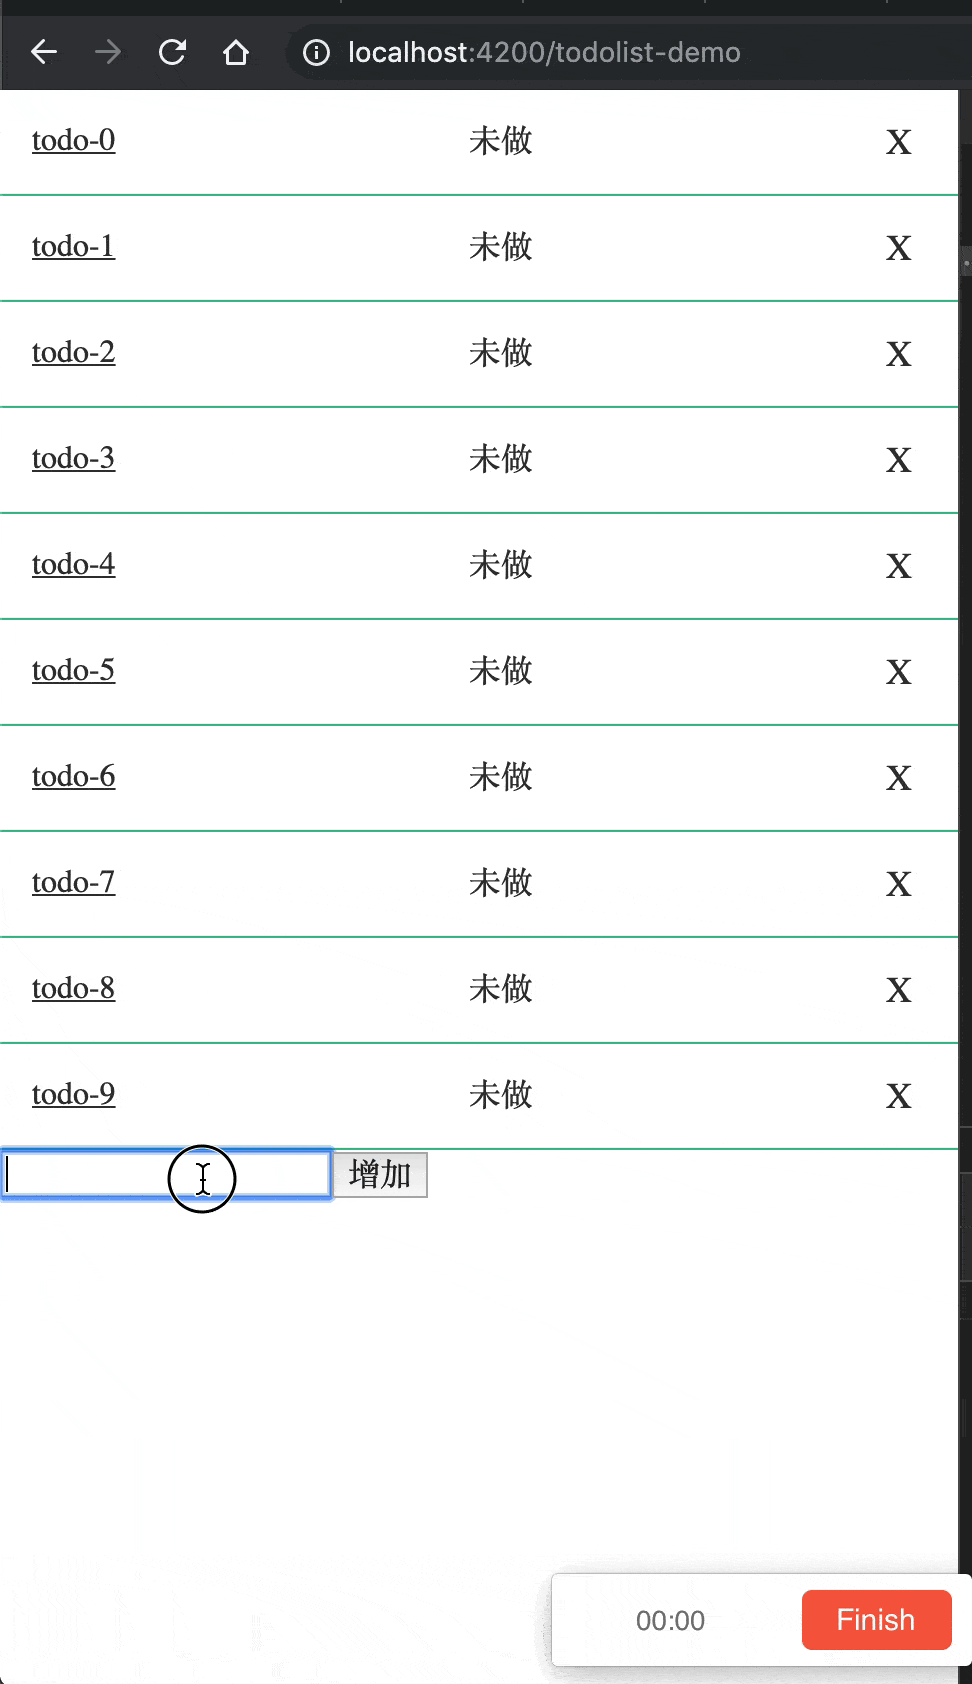 localhost:4200/todolist-demo
todo-0 未做 X
todo-1 未做 X
todo-2 未做 X
todo-3 未做 X
todo-4 未做 X
todo-5 未做 X
todo-6 未做 X
todo-7 未做 X
todo-8 未做 X
todo-9 未做 X
增加
00:00 Finish